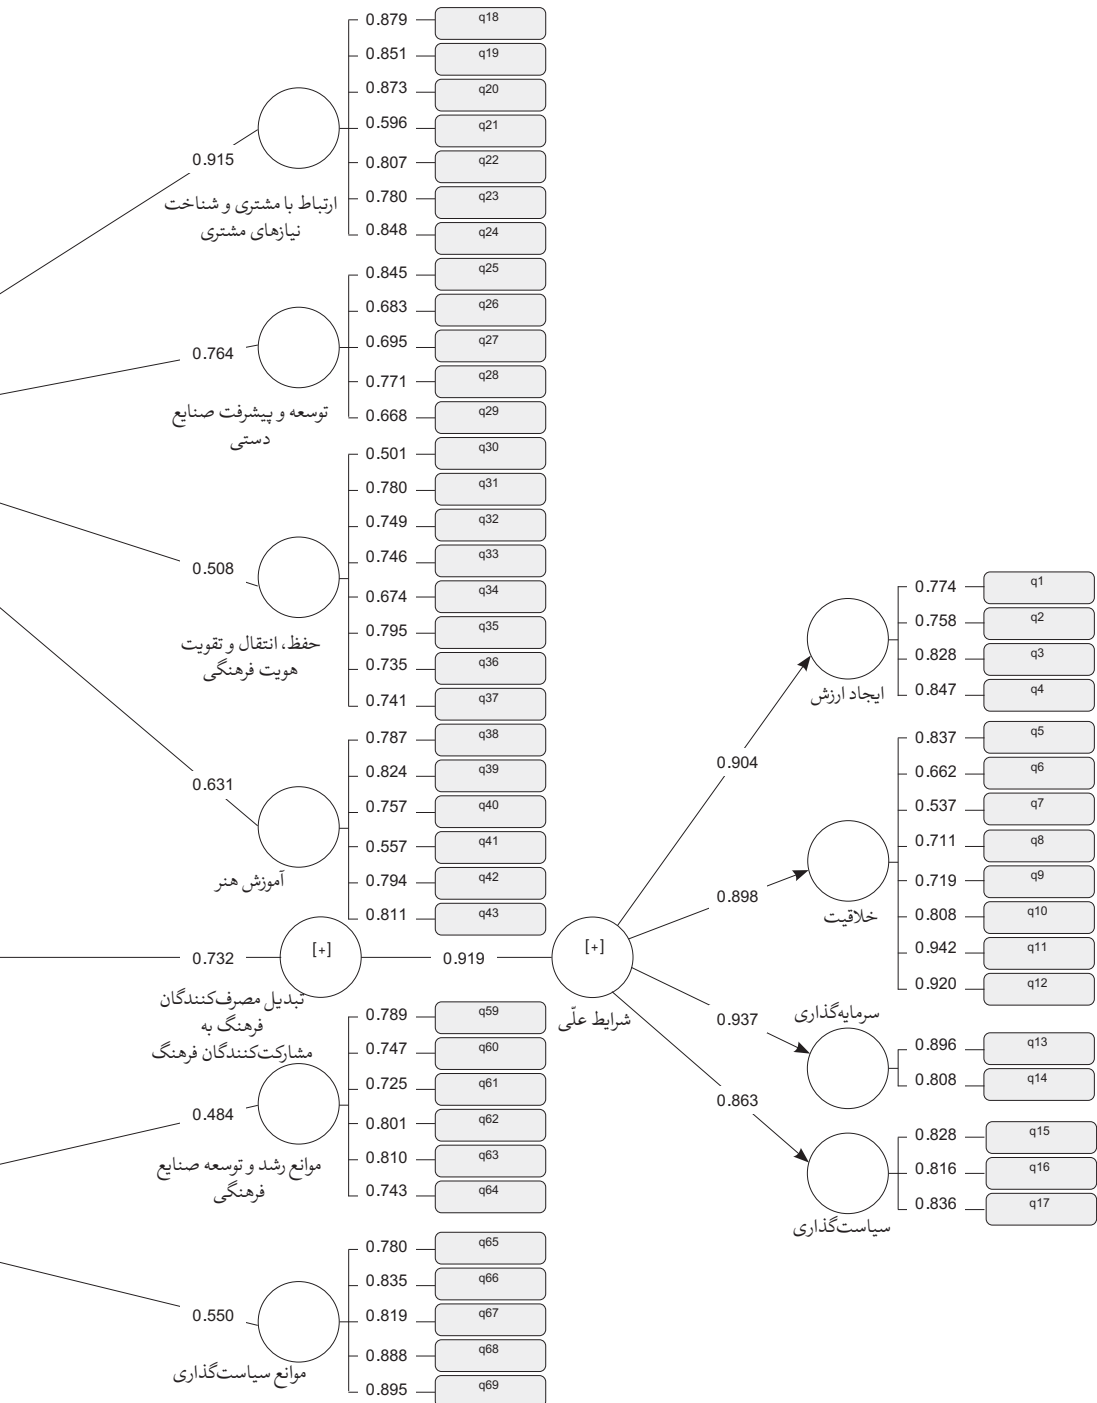 0.879 q18
0.851 q19
0.873 q20
0.596 q21
0.915
0.807 q22
0.780 q23
ارتباط با مشتری و شناخت
نیازهای مشتری
0.848 q24
0.845 q25
0.683 q26
0.695 q27
0.764
0.771 q28
0.668 q29
توسعه و پیشرفت صنایع
دستی
0.501 q30
0.780 q31
0.749 q32
0.746 q33
0.508
0.674 q34
0.795 q35
حفظ، انتقال و تقویت
هویت فرهنگی
0.735 q36
0.741 q37
0.787 q38
0.824 q39
0.631
0.757 q40
0.557 q41
0.794 q42
آموزش هنر
0.811 q43
0.732
[+]
0.919
[+]
تبدیل مصرف‌کنندگان
فرهنگ به
مشارکت‌کنندگان فرهنگ
شرایط علّی
0.789 q59
0.747 q60
0.725 q61
0.484
0.801 q62
0.810 q63
0.743 q64
موانع رشد و توسعه صنایع
فرهنگی
0.780 q65
0.835 q66
0.550
0.819 q67
0.888 q68
موانع سیاست‌گذاری
0.895 q69
0.774 q1
0.758 q2
0.828 q3
0.847 q4
ایجاد ارزش
0.904
0.837 q5
0.662 q6
0.537 q7
0.711 q8
0.719 q9
0.898
0.808 q10
خلاقیت
0.942 q11
0.920 q12
سرمایه‌گذاری
0.937
0.896 q13
0.808 q14
0.863
0.828 q15
0.816 q16
0.836 q17
سیاست‌گذاری